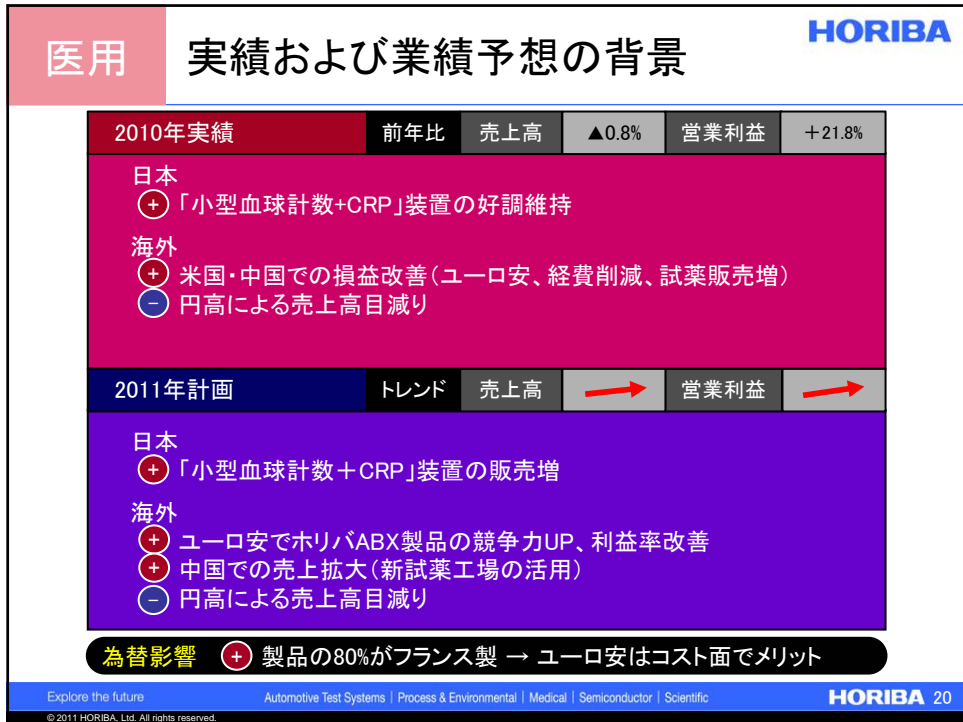 医用
実績および業績予想の背景
HORIBA
2010年実績 前年比 売上高 ▲0.8% 営業利益 ＋21.8%
日本
＋ 「小型血球計数+CRP」装置の好調維持
海外
＋ 米国・中国での損益改善（ユーロ安、経費削減、試薬販売増）
− 円高による売上高目減り
2011年計画 トレンド 売上高 営業利益
日本
＋ 「小型血球計数＋CRP」装置の販売増
海外
＋ ユーロ安でホリバABX製品の競争力UP、利益率改善
＋ 中国での売上拡大（新試薬工場の活用）
− 円高による売上高目減り
為替影響 ＋ 製品の80%がフランス製 → ユーロ安はコスト面でメリット
Explore the future Automotive Test Systems | Process & Environmental | Medical | Semiconductor | Scientific HORIBA 20
© 2011 HORIBA, Ltd. All rights reserved.